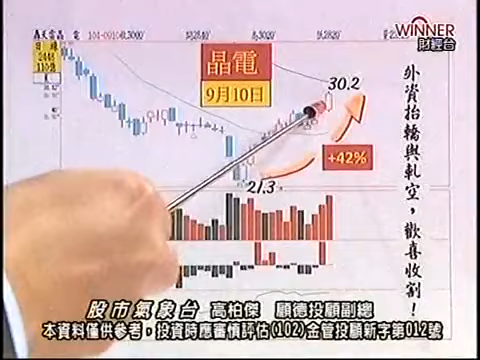 WINNER
財經台
晶電
9月10日
30.2
+42%
21.3
外資抬轎與軋空，歡喜收割！
股市氣象台 高柏傑 顧德投顧副總
本資料僅供參考，投資時應審慎評估(102)金管投顧新字第012號